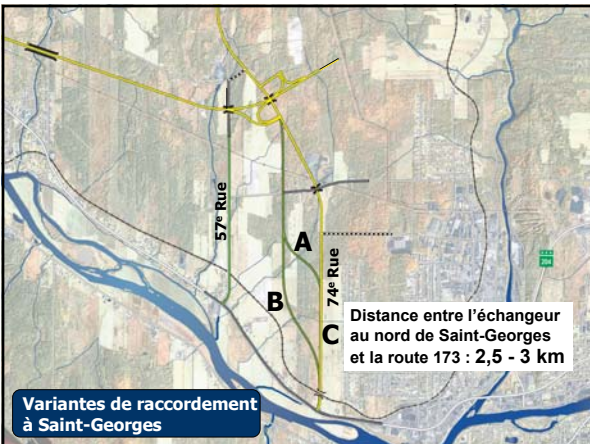 57e Rue
A
74e Rue
B
C
204
Distance entre l'échangeur
au nord de Saint-Georges
et la route 173 : 2,5 - 3 km
Variantes de raccordement
à Saint-Georges